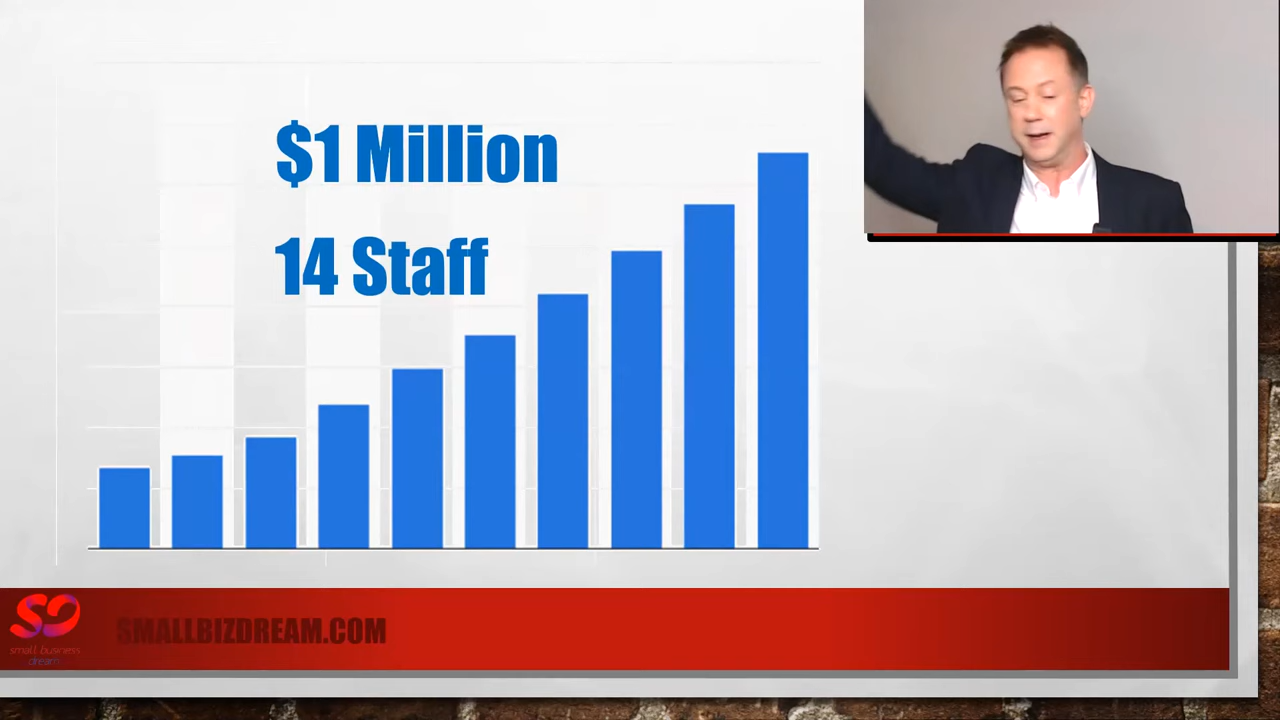 $1 Million
14 Staff
SMALLBIZDREAM.COM
small business
dream